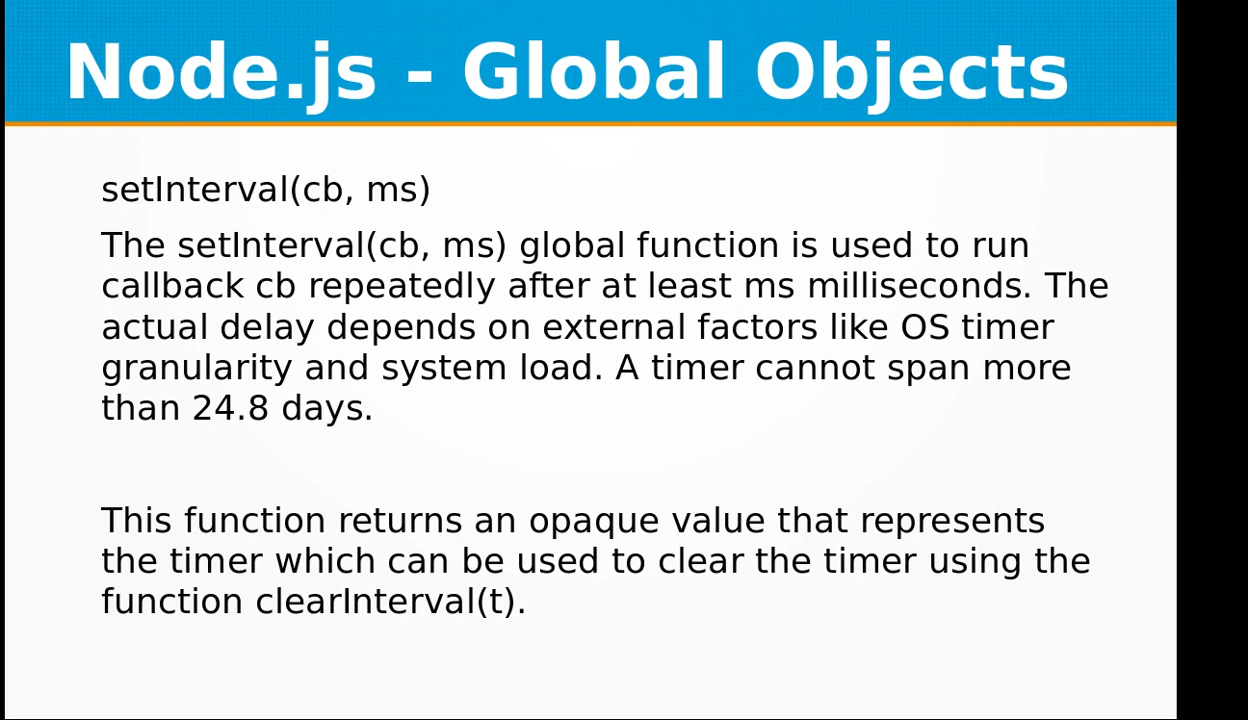 Node.js - Global Objects
setInterval(cb, ms)
The setInterval(cb, ms) global function is used to run
callback cb repeatedly after at least ms milliseconds. The
actual delay depends on external factors like OS timer
granularity and system load. A timer cannot span more
than 24.8 days.
This function returns an opaque value that represents
the timer which can be used to clear the timer using the
function clearInterval(t).